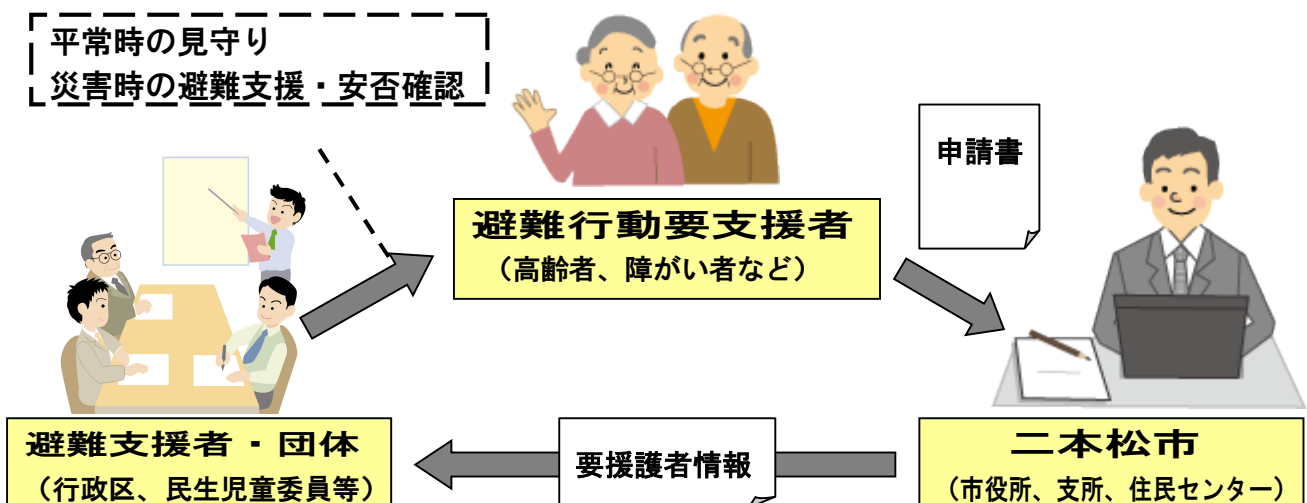 平常時の見守り
災害時の避難支援・安否確認
申請書
避難行動要支援者
（高齢者、障がい者など）
避難支援者・団体
（行政区、民生児童委員等）
要援護者情報
二本松市
（市役所、支所、住民センター）